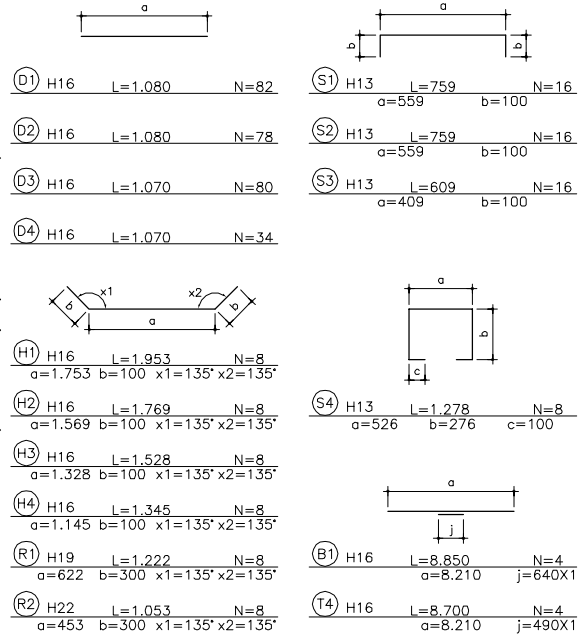 a
D1 H16 L=1.080 N=82
D2 H16 L=1.080 N=78
D3 H16 L=1.070 N=80
D4 H16 L=1.070 N=34
b x1 x2 b
a
H1 H16 L=1.953 N=8
a=1.753 b=100 x1=135° x2=135°
H2 H16 L=1.769 N=8
a=1.569 b=100 x1=135° x2=135°
H3 H16 L=1.528 N=8
a=1.328 b=100 x1=135° x2=135°
H4 H16 L=1.345 N=8
a=1.145 b=100 x1=135° x2=135°
R1 H19 L=1.222 N=8
a=622 b=300 x1=135° x2=135°
R2 H22 L=1.053 N=8
a=453 b=300 x1=135° x2=135°
a
b b
S1 H13 L=759 N=16
a=559 b=100
S2 H13 L=759 N=16
a=559 b=100
S3 H13 L=609 N=16
a=409 b=100
a
b
c
S4 H13 L=1.278 N=8
a=526 b=276 c=100
a
j
B1 H16 L=8.850 N=4
a=8.210 j=640X1
T4 H16 L=8.700 N=4
a=8.210 j=490X1